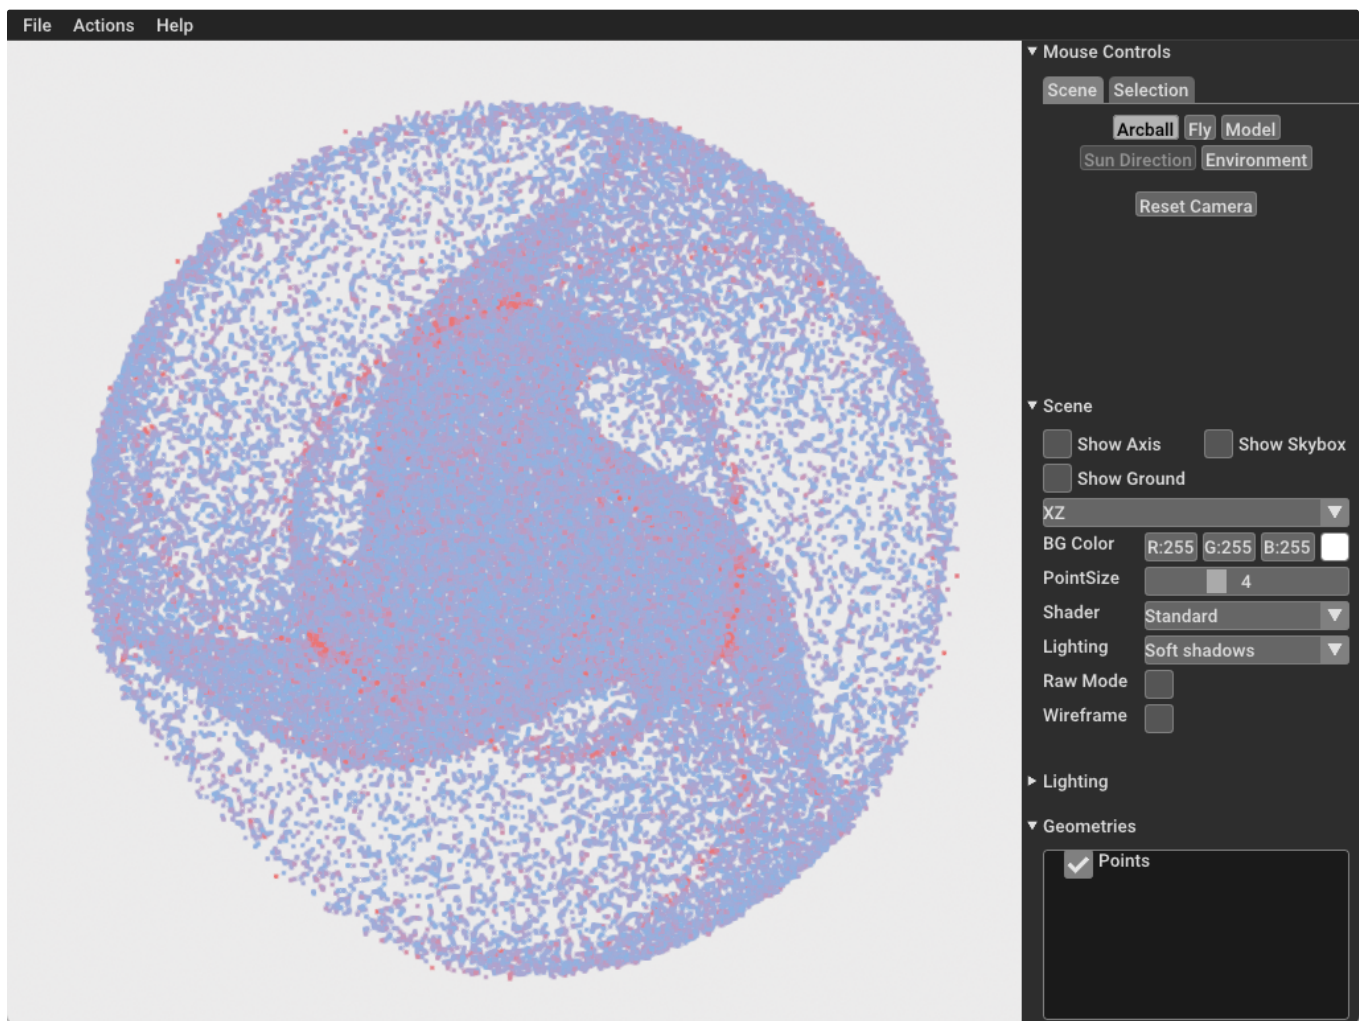 File Actions Help
Mouse Controls
Scene Selection
Arcball Fly Model
Sun Direction Environment
Reset Camera
Scene
Show Axis Show Skybox
Show Ground
XZ
BG Color R:255 G:255 B:255
PointSize 4
Shader Standard
Lighting Soft shadows
Raw Mode
Wireframe
Lighting
Geometries
Points